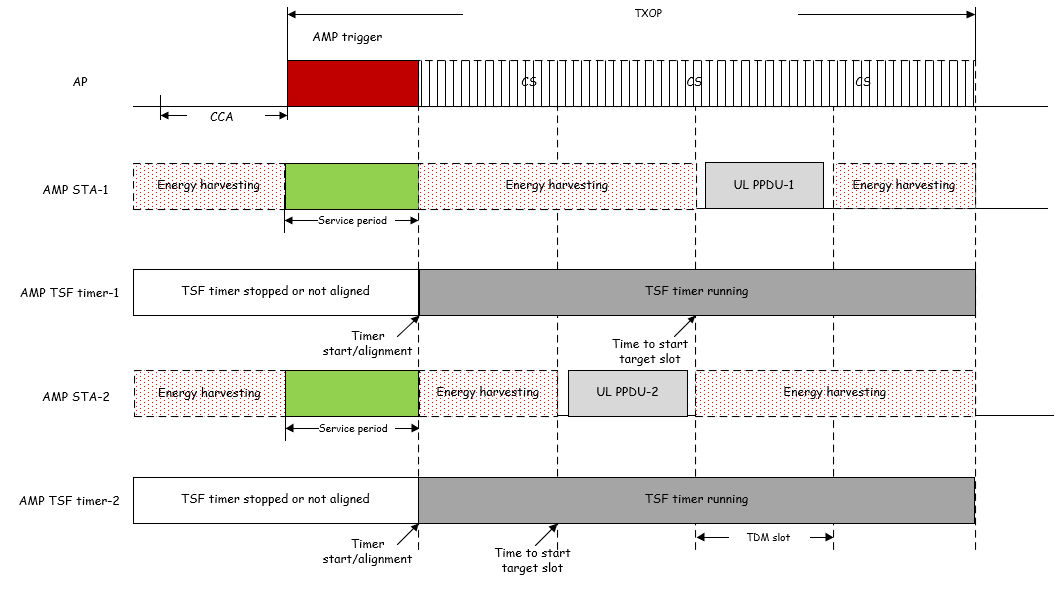 TXOP
AMP trigger
AP
CS
CS
CS
CCA
AMP STA-1
Energy harvesting
Energy harvesting
UL PPDU-1
Energy harvesting
Service period
AMP TSF timer-1
TSF timer stopped or not aligned
TSF timer running
Timer
start/alignment
Time to start
target slot
AMP STA-2
Energy harvesting
Energy harvesting
UL PPDU-2
Energy harvesting
Service period
AMP TSF timer-2
TSF timer stopped or not aligned
TSF timer running
Timer
start/alignment
Time to start
target slot
TDM slot